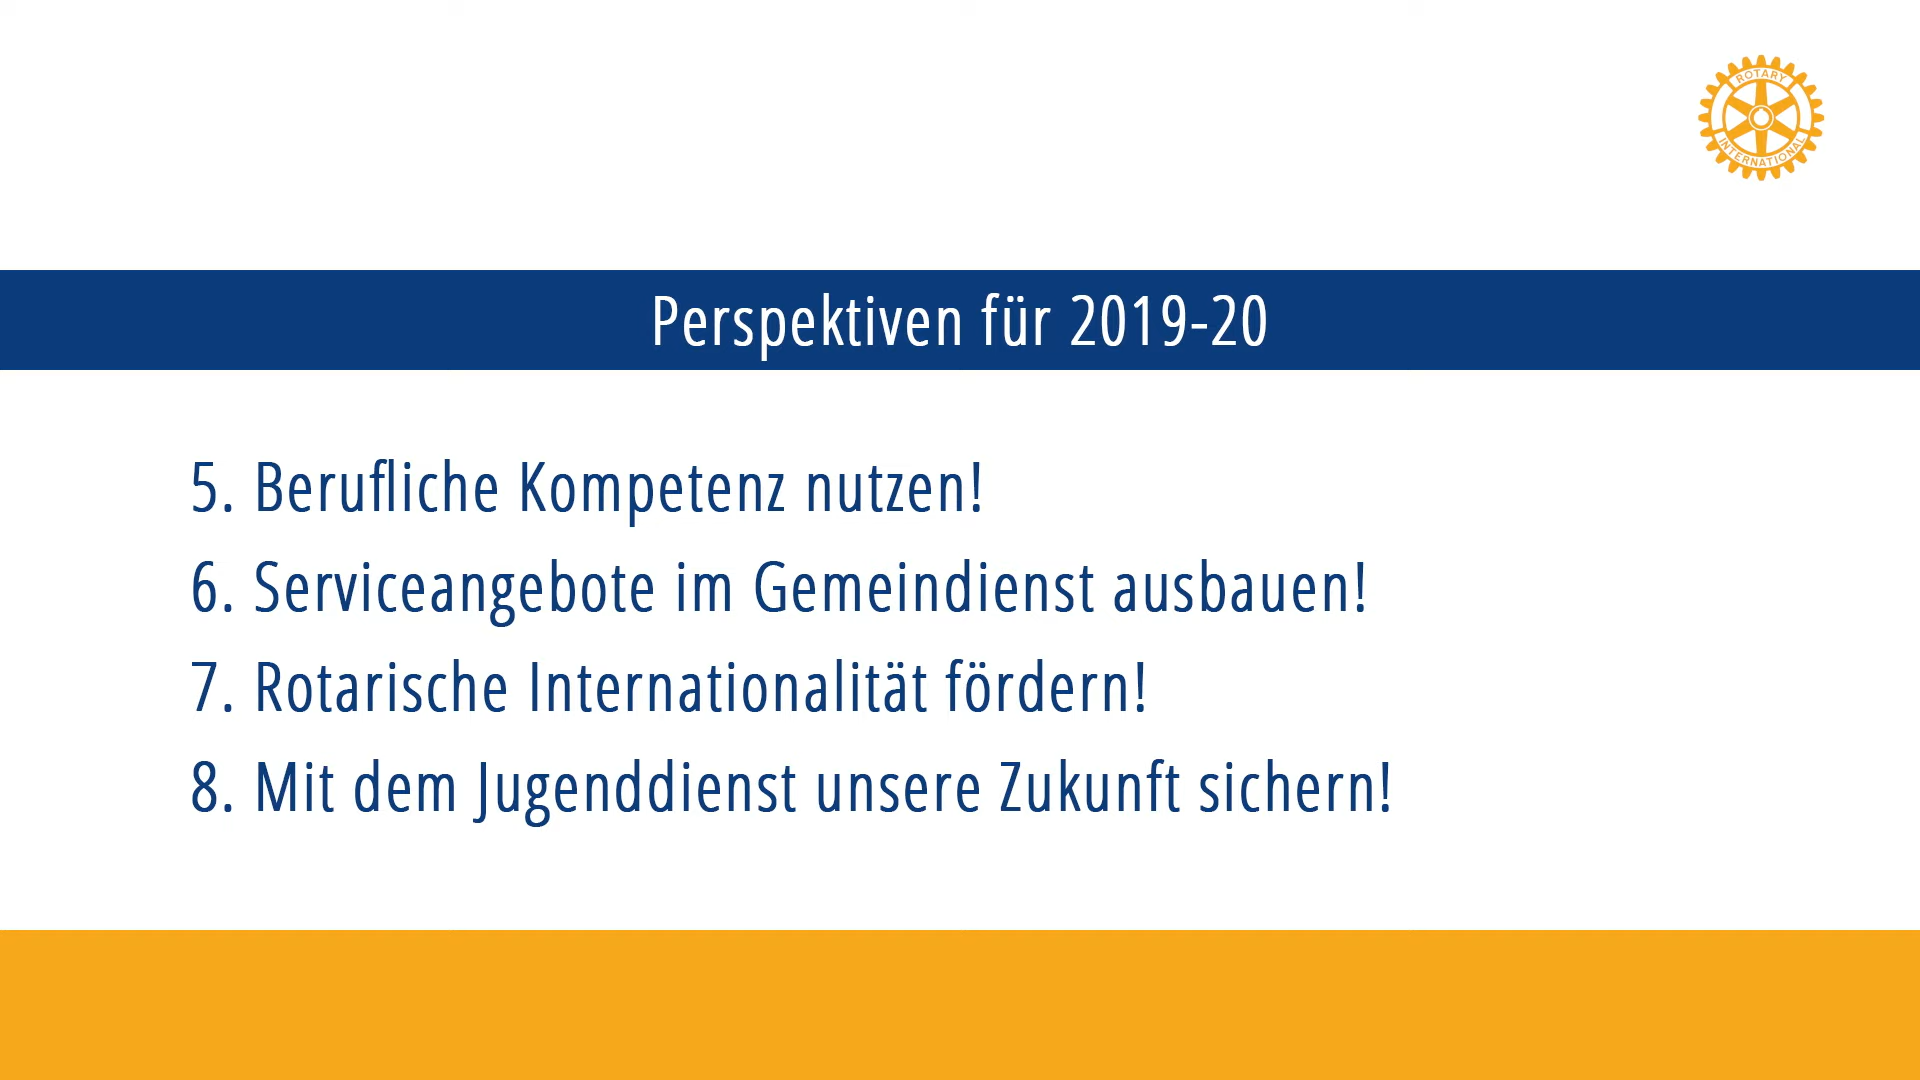 ROTARY
INTERNATIONAL
Perspektiven für 2019-20
5. Berufliche Kompetenz nutzen!
6. Serviceangebote im Gemeindienst ausbauen!
7. Rotarische Internationalität fördern!
8. Mit dem Jugenddienst unsere Zukunft sichern!